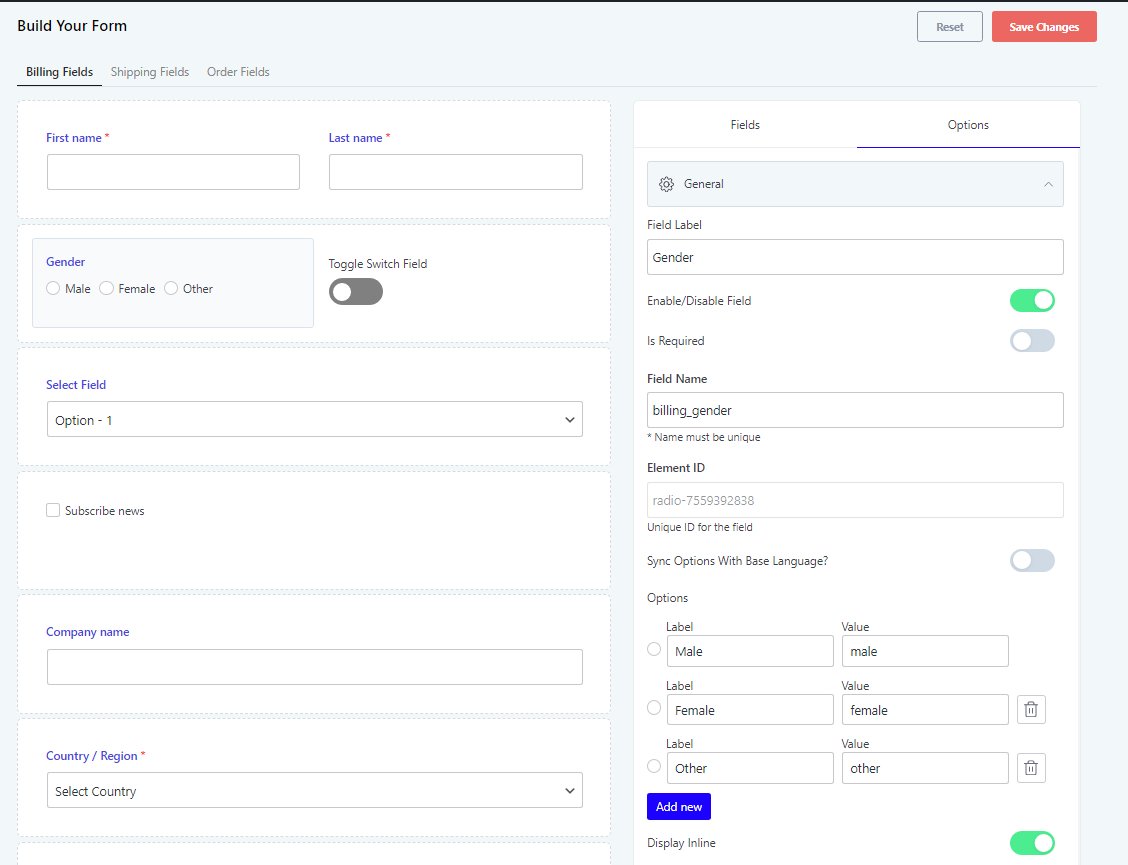 Build Your Form
Reset
Save Changes
Billing Fields Shipping Fields Order Fields
First name *
Last name *
Gender
Male Female Other
Toggle Switch Field
Select Field
Option - 1
Subscribe news
Company name
Country / Region *
Select Country
Fields
Options
General
Field Label
Gender
Enable/Disable Field
Is Required
Field Name
billing_gender
* Name must be unique
Element ID
radio-7559392838
Unique ID for the field
Sync Options With Base Language?
Options
Label Value
Male male
Label Value
Female female
Label Value
Other other
Add new
Display Inline